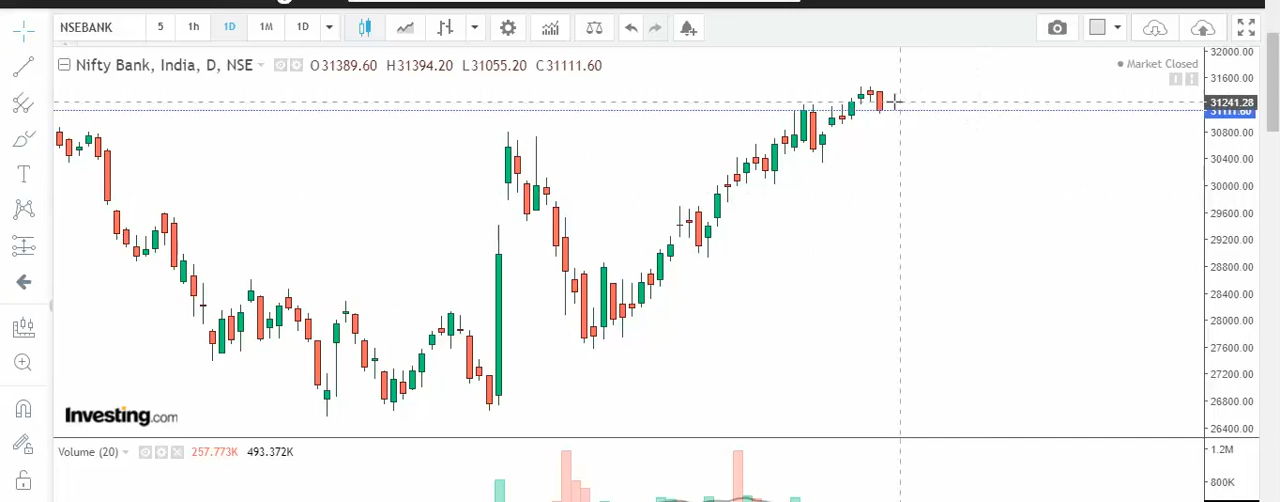 NSEBANK 5 1h 1D 1M 1D
Nifty Bank, India, D, NSE O31389.60 H31394.20 L31055.20 C31111.60
Market Closed
32000.00
31600.00
31241.28
31111.60
30800.00
30400.00
30000.00
29600.00
29200.00
28800.00
28400.00
28000.00
27600.00
27200.00
26800.00
26400.00
Investing.com
Volume (20) 257.773K 493.372K
1.2M
800K
T